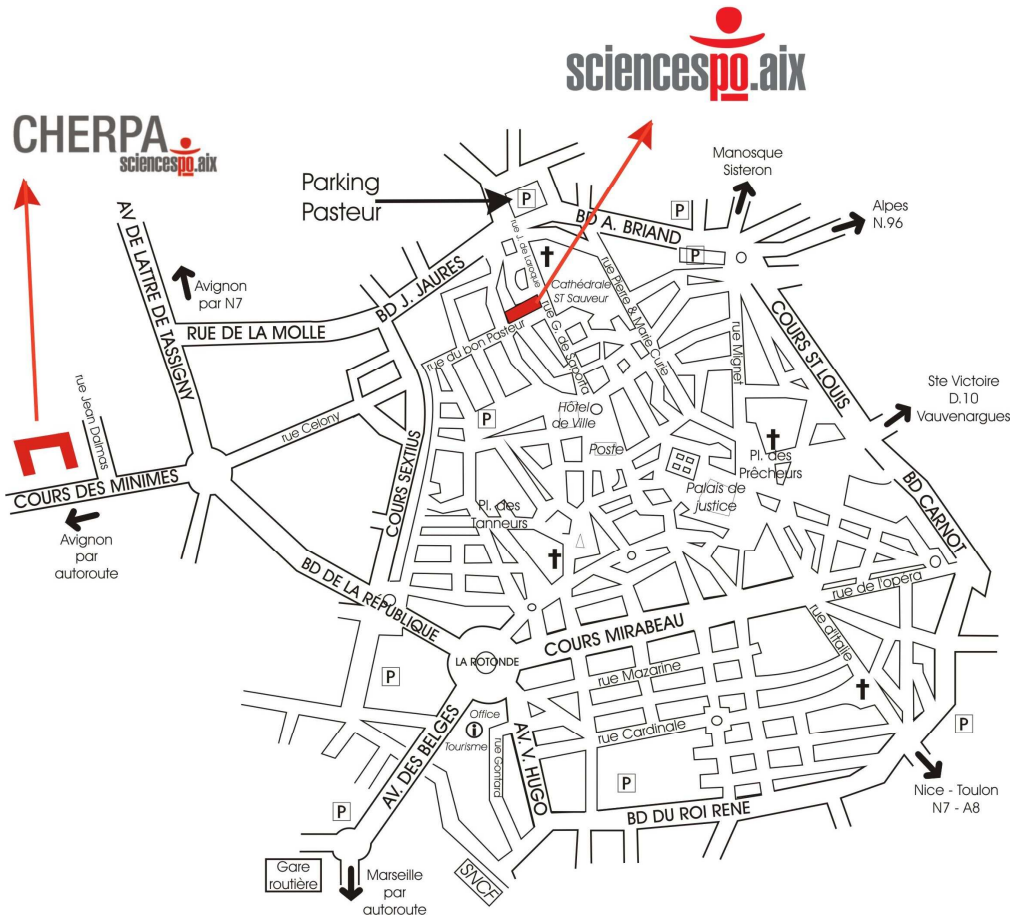 sciencespo.aix
CHERPA
sciencespo.aix
Parking
Pasteur
P
Manosque
Sisteron
P
BD A. BRIAND
P
Alpes
N.96
AV DE LATTRE DE TASSIGNY
Avignon
par N7
BD J. JAURES
rue J. de Laroque
Cathédrale
ST Sauveur
rue Pierre & Marie Curie
RUE DE LA MOLLE
rue du bon Pasteur
rue G. de Saporta
rue Mignet
COURS ST LOUIS
Ste Victoire
D.10
Vauvenargues
rue Jean Dalmas
rue Celony
P
Hôtel
de Ville
Poste
Pl. des
Prêcheurs
Palais de
justice
COURS DES MINIMES
COURS SEXTIUS
Pl. des
Tanneurs
BD CARNOT
Avignon
par
autoroute
BD DE LA RÉPUBLIQUE
rue de l'opéra
COURS MIRABEAU
rue d'Italie
LA ROTONDE
P
rue Mazarine
Office
i
Tourisme
rue Cardinale
P
AV. DES BELGES
rue Gontard
AV. V. HUGO
P
P
BD DU ROI RENE
Nice - Toulon
N7 - A8
Gare
routière
Marseille
par
autoroute
SNCF